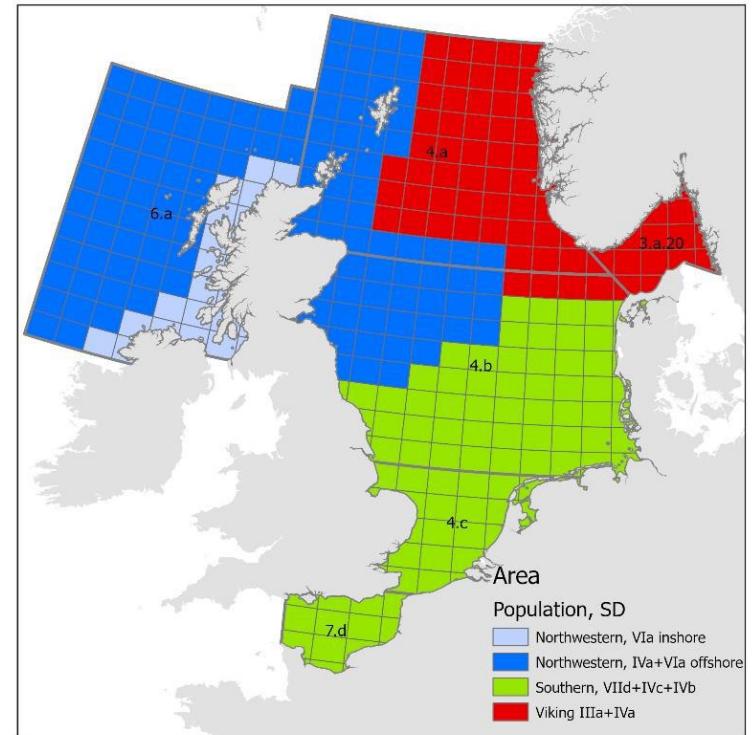 4.a
6.a
3.a.20
4.b
4.c
7.d
Area
Population, SD
Northwestern, VIa inshore
Northwestern, IVa+VIa offshore
Southern, VIId+IVc+IVb
Viking IIIa+IVa